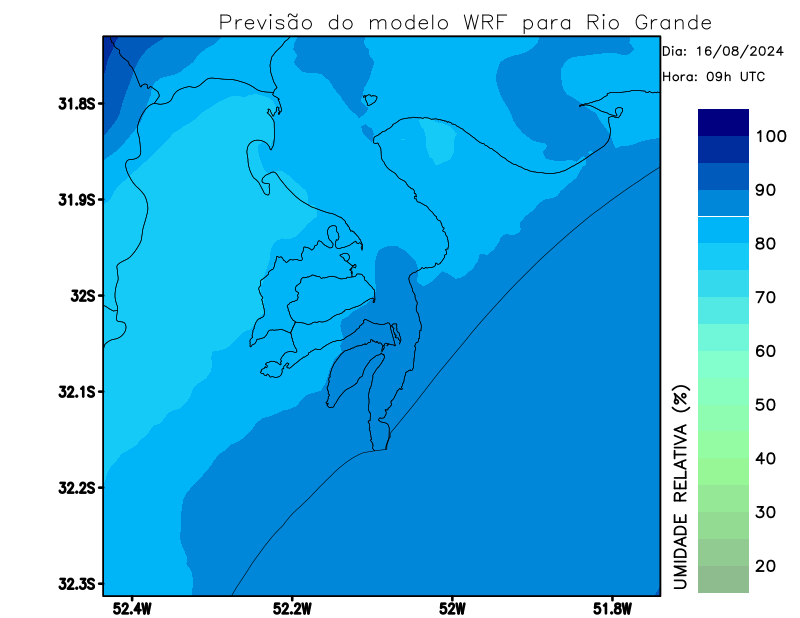 Previsão do modelo WRF para Rio Grande
Dia: 16/08/2024
Hora: 09h UTC
31.8S
31.9S
32S
32.1S
32.2S
32.3S
52.4W
52.2W
52W
51.8W
100
90
80
70
60
50
40
30
20
UMIDADE RELATIVA (%)